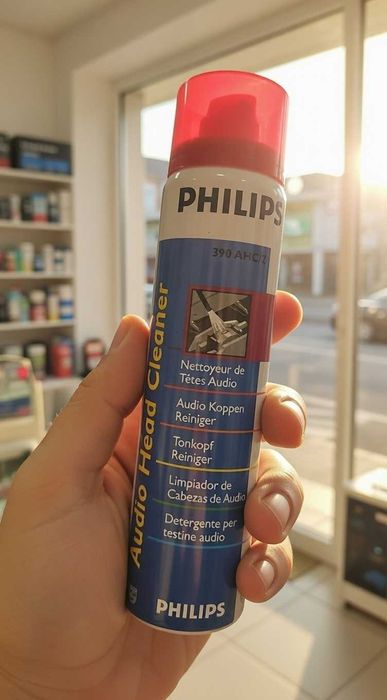 PHILIPS
390 AHC/2
Audio Head Cleaner
Nettoyeur de
Têtes Audio
Audio Koppen
Reiniger
Tonkopf
Reiniger
Limpiador de
Cabezas de Audio
Detergente per
testine audio
PHILIPS